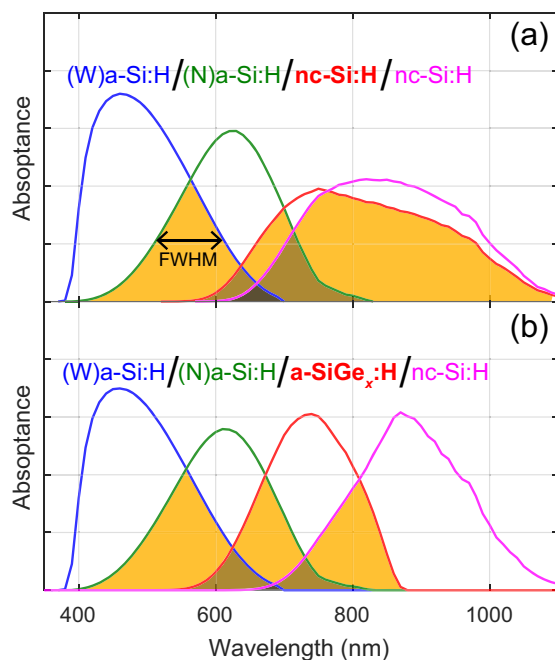 (a)
(W)a-Si:H/(N)a-Si:H/nc-Si:H/nc-Si:H
Absoptance
FWHM
(b)
(W)a-Si:H/(N)a-Si:H/a-SiGeₓ:H/nc-Si:H
Absoptance
400 600 800 1000
Wavelength (nm)